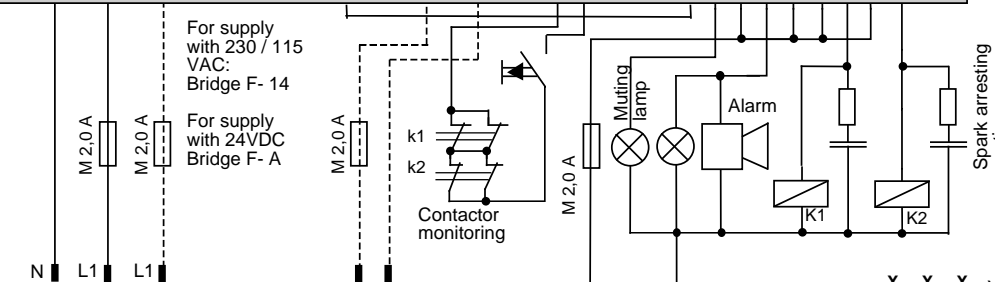 For supply
with 230 / 115
VAC:
Bridge F- 14
For supply
with 24VDC
Bridge F- A
M 2,0 A
M 2,0 A
M 2,0 A
k1
k2
Contactor
monitoring
M 2,0 A
Muting
lamp
Alarm
K1
K2
Spark arresting
N
L1
L1
X X X